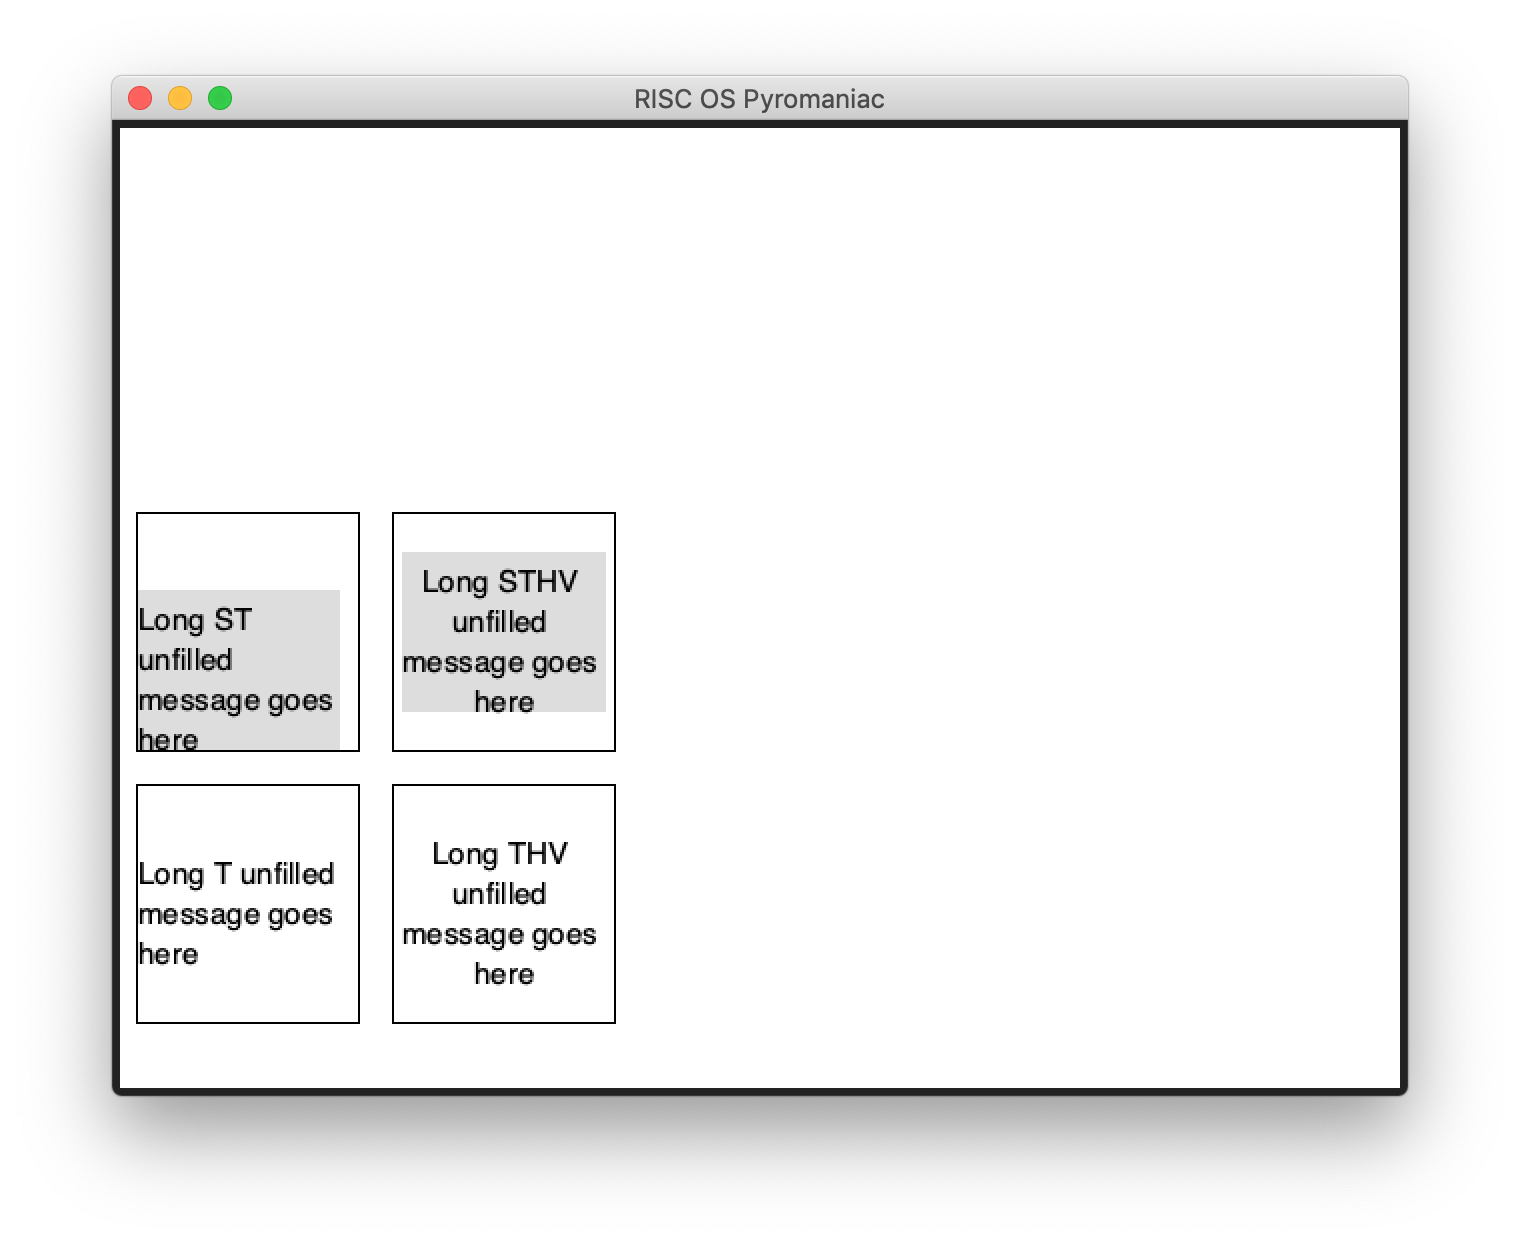 RISC OS Pyromaniac
Long ST
unfilled
message goes
here
Long STHV
unfilled
message goes
here
Long T unfilled
message goes
here
Long THV
unfilled
message goes
here